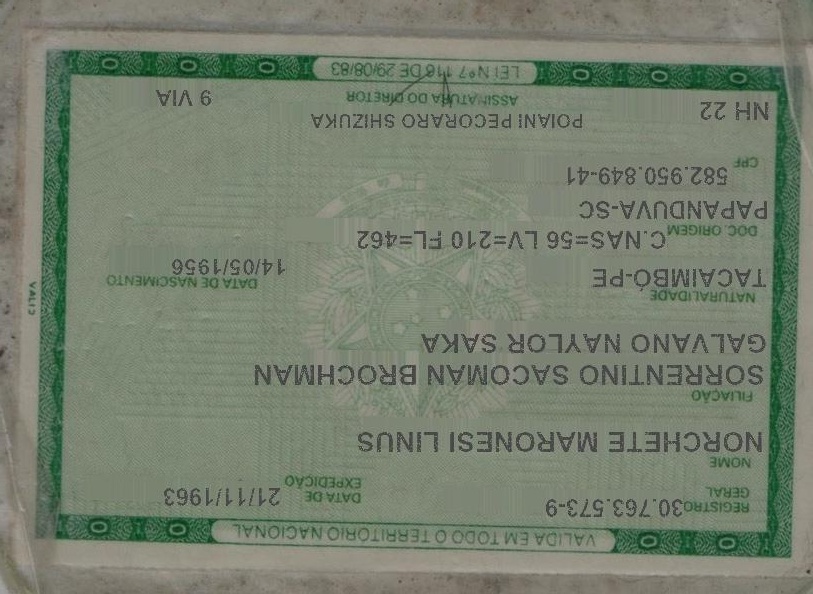 VÁLIDA EM TODO O TERRITÓRIO NACIONAL
REGISTRO GERAL 30.763.573-9 DATA DE EXPEDIÇÃO 21/11/1963
NOME
NORCHETE MARONESI LINUS
FILIAÇÃO
SORRENTINO SACOMAN BROCHMAN
GALVANO NAYLOR SAKA
NATURALIDADE DATA DE NASCIMENTO
TACAIMBÓ-PE 14/05/1956
DOC. ORIGEM C.NAS=56 LV=210 FL=462
PAPANDUVA-SC
CPF 582.950.849-41
POIANI PECORARO SHIZUKA
NH 22 ASSINATURA DO DIRETOR 9 VIA
LEI Nº 7.116 DE 29/08/83